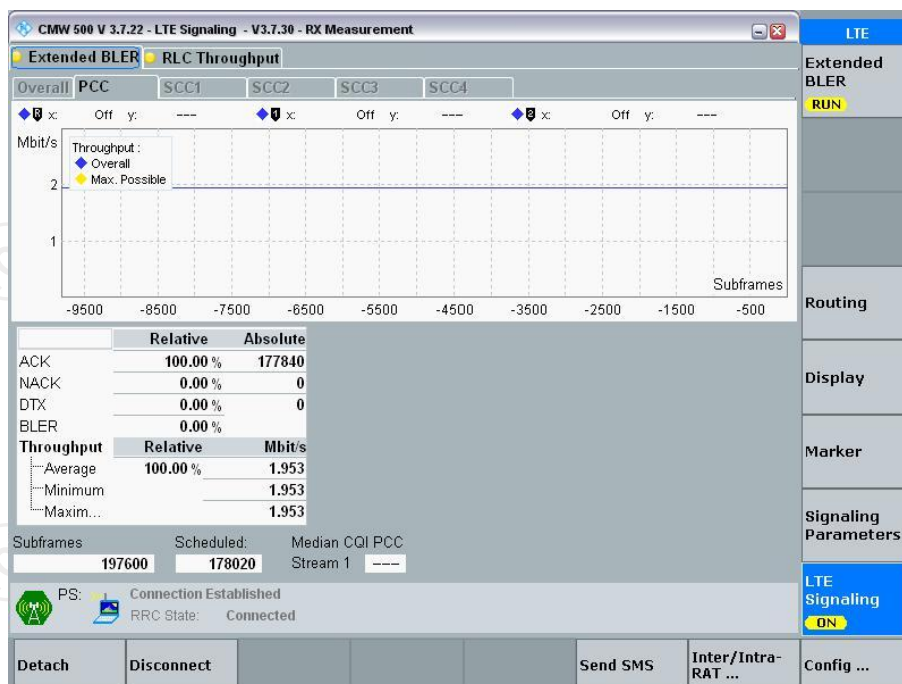 CMW 500 V 3.7.22 - LTE Signaling - V3.7.30 - RX Measurement
LTE
Extended BLER RLC Throughput
Extended
BLER
RUN
Overall PCC SCC1 SCC2 SCC3 SCC4
R x: Off y: --- 1 x: Off y: --- 2 x: Off y: ---
Mbit/s
Throughput :
Overall
Max. Possible
2
1
Subframes
-9500 -8500 -7500 -6500 -5500 -4500 -3500 -2500 -1500 -500
Routing
Relative Absolute
ACK 100.00 % 177840
NACK 0.00 % 0
DTX 0.00 % 0
BLER 0.00 %
Display
Throughput Relative Mbit/s
Average 100.00 % 1.953
Minimum 1.953
Maxim... 1.953
Marker
Subframes Scheduled: Median CQI PCC
197600 178020 Stream 1 ---
Signaling
Parameters
PS: Connection Established
RRC State: Connected
LTE
Signaling
ON
Detach Disconnect Send SMS Inter/Intra-
RAT ... Config ...